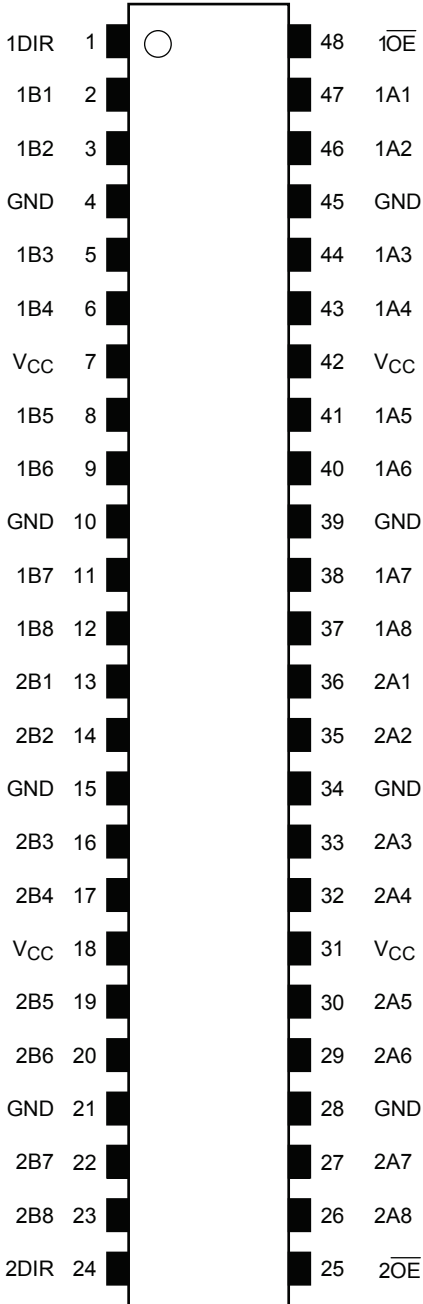 1DIR 1 48 1O̅E̅
1B1 2 47 1A1
1B2 3 46 1A2
GND 4 45 GND
1B3 5 44 1A3
1B4 6 43 1A4
VCC 7 42 VCC
1B5 8 41 1A5
1B6 9 40 1A6
GND 10 39 GND
1B7 11 38 1A7
1B8 12 37 1A8
2B1 13 36 2A1
2B2 14 35 2A2
GND 15 34 GND
2B3 16 33 2A3
2B4 17 32 2A4
VCC 18 31 VCC
2B5 19 30 2A5
2B6 20 29 2A6
GND 21 28 GND
2B7 22 27 2A7
2B8 23 26 2A8
2DIR 24 25 2O̅E̅